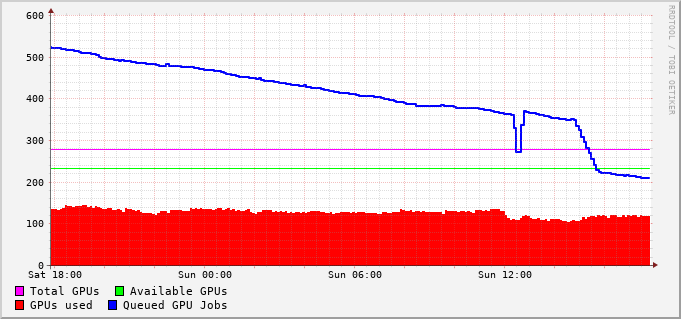 600
500
400
300
200
100
0
Sat 18:00 Sun 00:00 Sun 06:00 Sun 12:00
Total GPUs Available GPUs
GPUs used Queued GPU Jobs
RRDTOOL / TOBI OETIKER